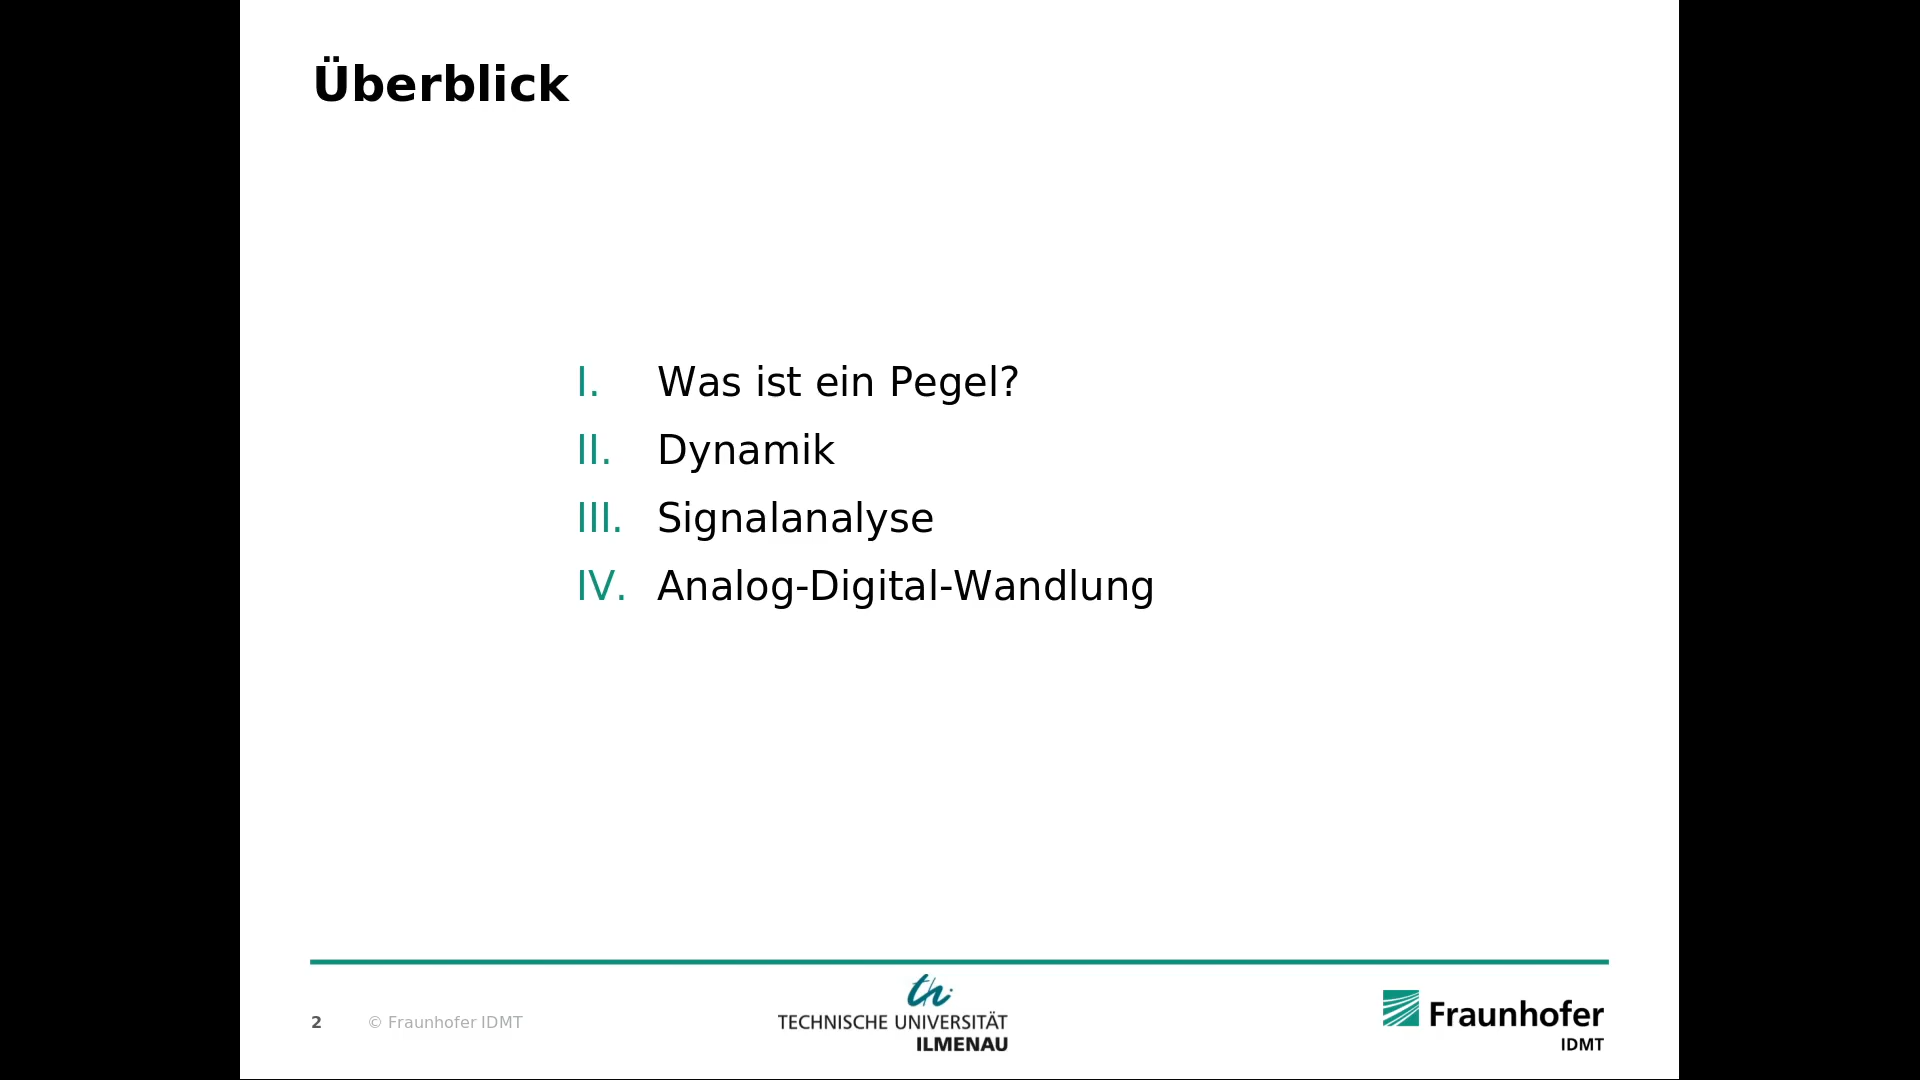 Überblick
I. Was ist ein Pegel?
II. Dynamik
III. Signalanalyse
IV. Analog-Digital-Wandlung
2 © Fraunhofer IDMT
th
TECHNISCHE UNIVERSITÄT
ILMENAU
Fraunhofer
IDMT